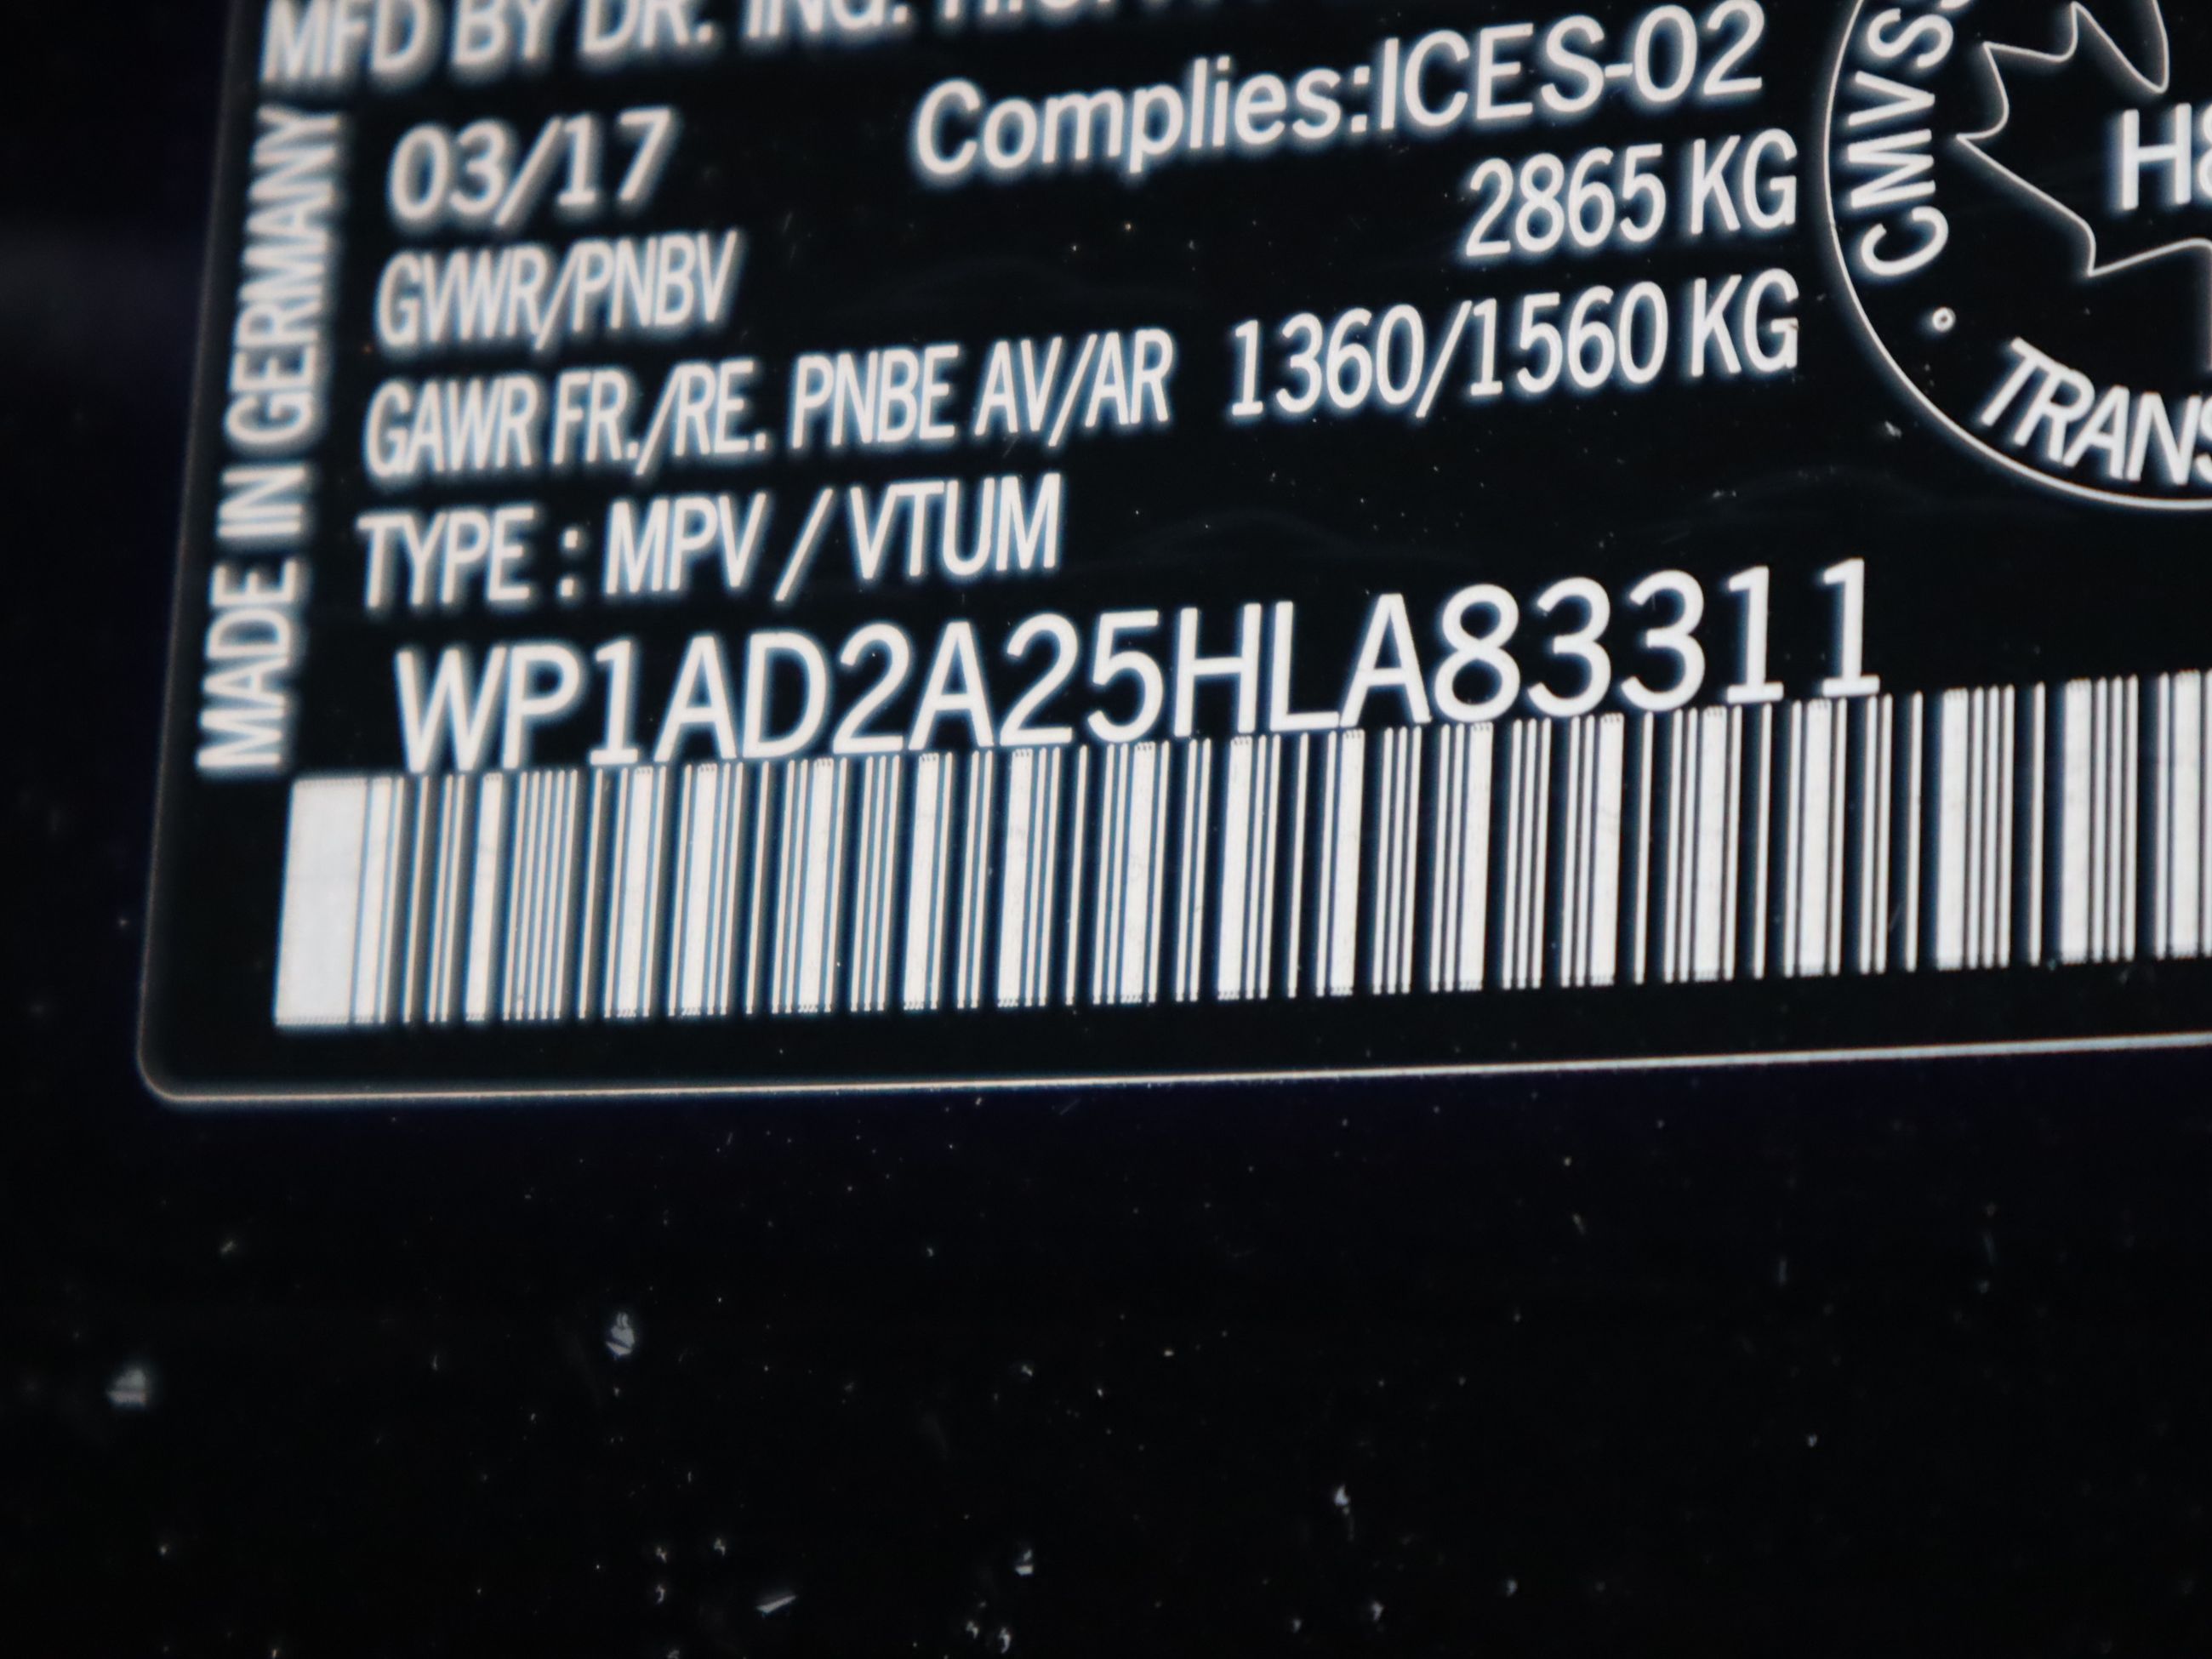 MFD BY DR. ING.
MADE IN GERMANY
03/17
Complies:ICES-02
GVWR/PNBV 2865 KG
GAWR FR./RE. PNBE AV/AR 1360/1560 KG
TYPE : MPV / VTUM
WP1AD2A25HLA83311
CMVSS
• TRANS